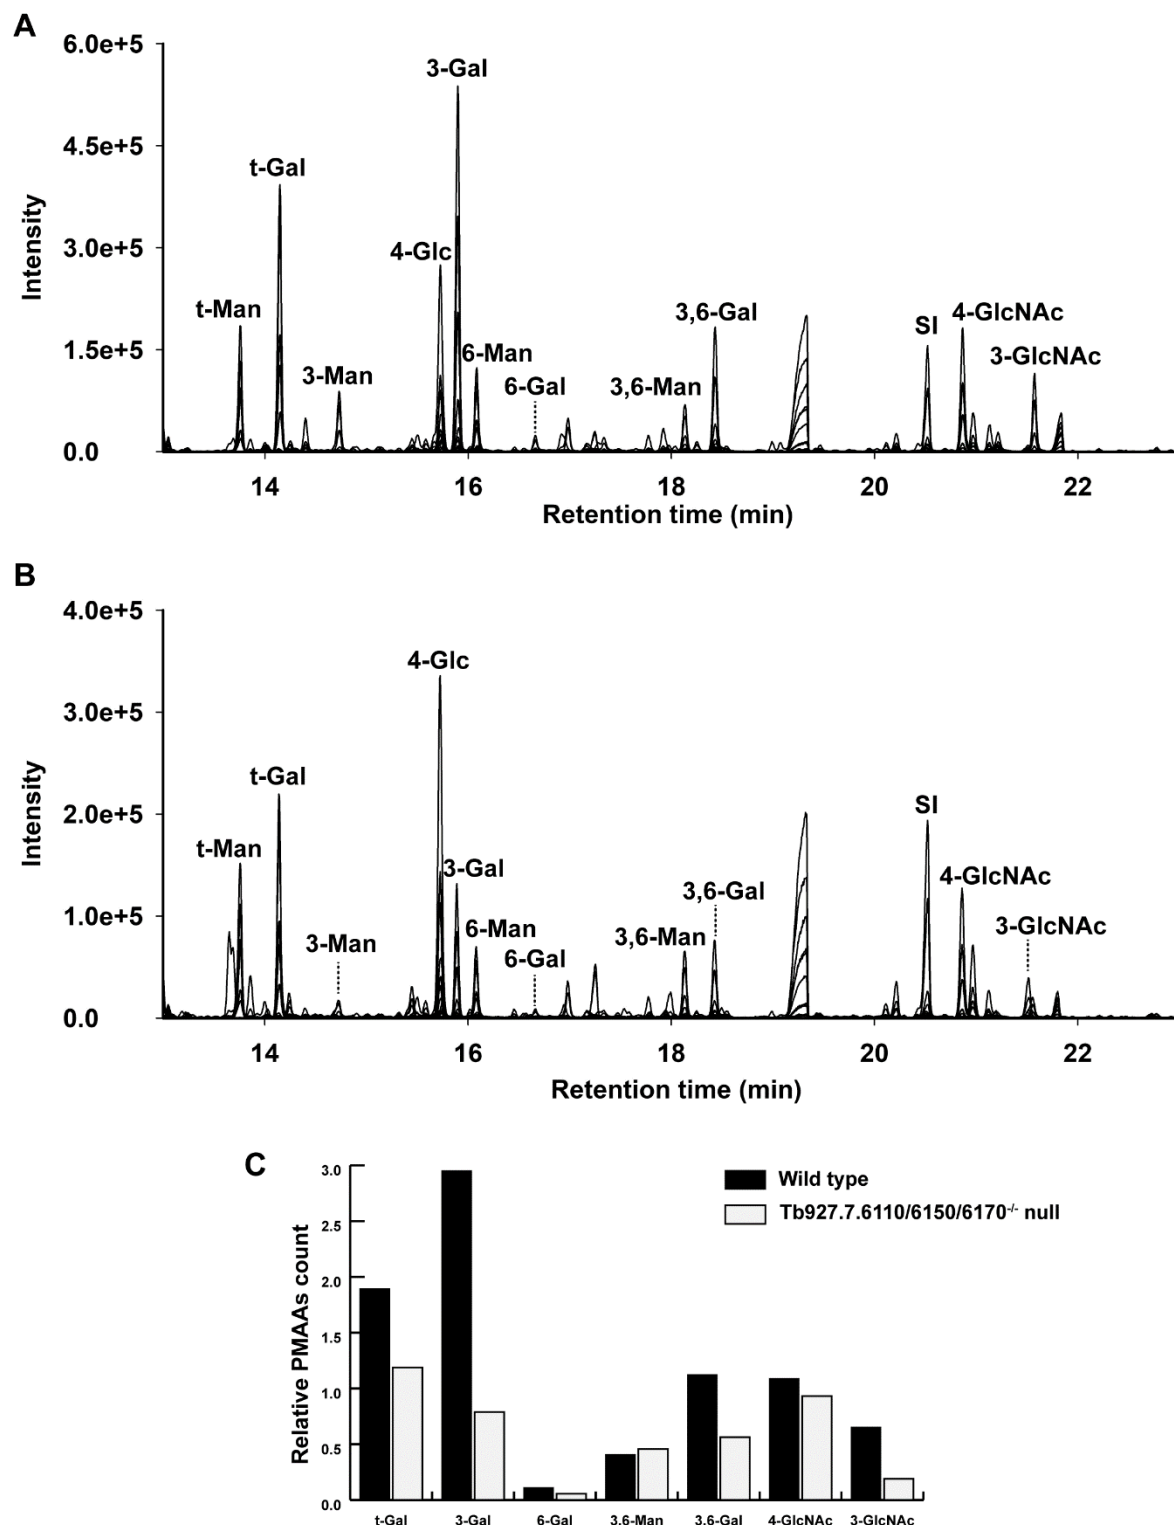 A
6.0e+5
3-Gal
4.5e+5
t-Gal
Intensity
3.0e+5
4-Glc
t-Man
3,6-Gal
SI
4-GlcNAc
1.5e+5
3-Man
6-Man
6-Gal
3,6-Man
3-GlcNAc
0.0
14 16 18 20 22
Retention time (min)
B
4.0e+5
4-Glc
3.0e+5
t-Gal
Intensity
2.0e+5
SI
t-Man
3-Gal
3,6-Gal
4-GlcNAc
1.0e+5
3-Man
6-Man
6-Gal
3,6-Man
3-GlcNAc
0.0
14 16 18 20 22
Retention time (min)
C
3.0
Wild type
Tb927.7.6110/6150/6170-/- null
2.5
2.0
Relative PMAAs count
1.5
1.0
0.5
0.0
t-Gal 3-Gal 6-Gal 3,6-Man 3,6-Gal 4-GlcNAc 3-GlcNAc